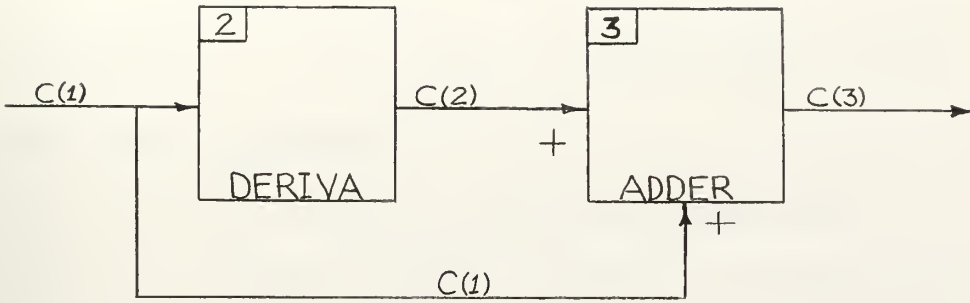 2
3
C(1)
C(2)
C(3)
+
DERIVA
ADDER
+
C(1)